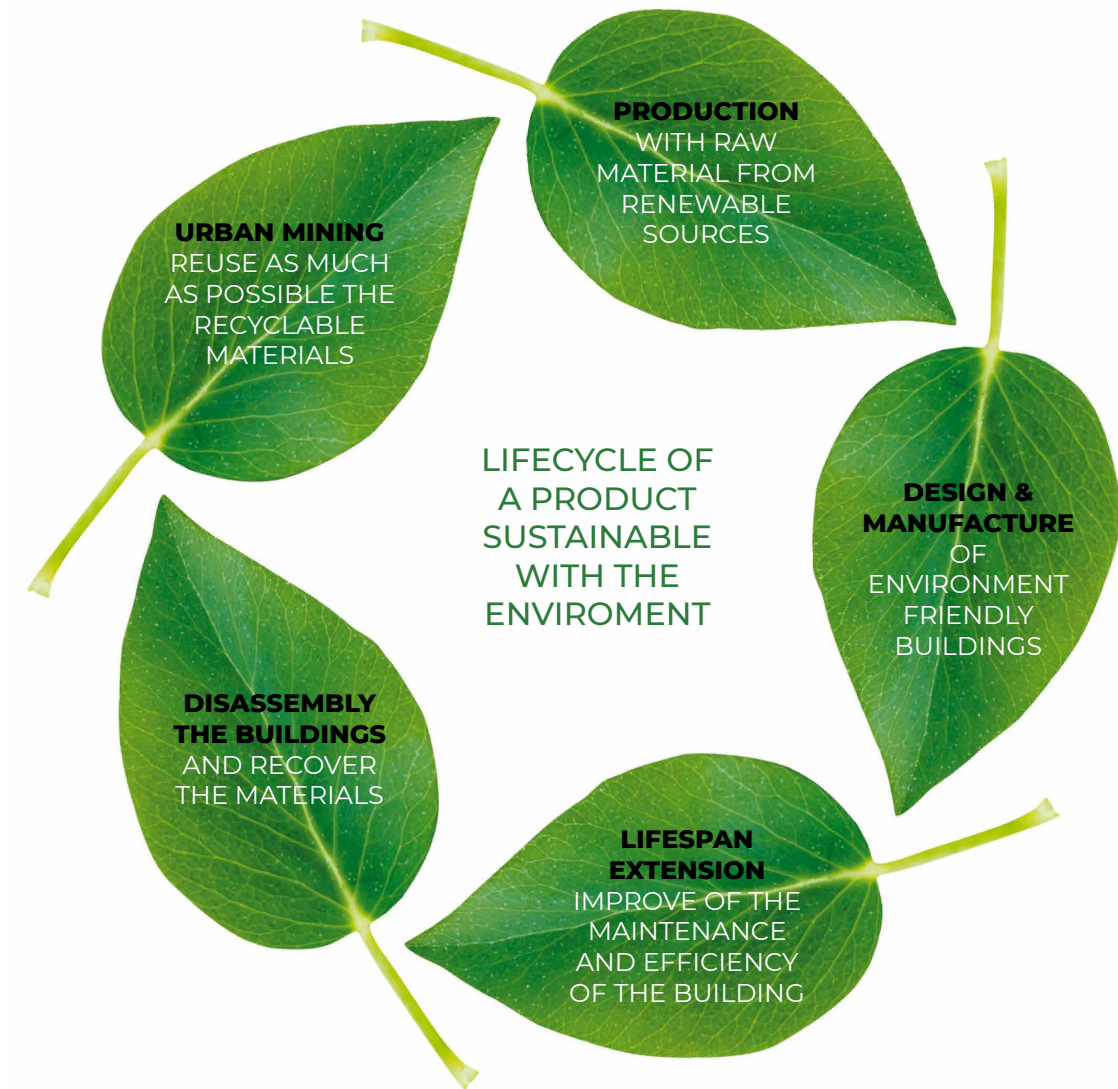 PRODUCTION
WITH RAW
MATERIAL FROM
RENEWABLE
SOURCES
URBAN MINING
REUSE AS MUCH
AS POSSIBLE THE
RECYCLABLE
MATERIALS
LIFECYCLE OF
A PRODUCT
SUSTAINABLE
WITH THE
ENVIROMENT
DESIGN &
MANUFACTURE
OF
ENVIRONMENT
FRIENDLY
BUILDINGS
DISASSEMBLY
THE BUILDINGS
AND RECOVER
THE MATERIALS
LIFESPAN
EXTENSION
IMPROVE OF THE
MAINTENANCE
AND EFFICIENCY
OF THE BUILDING